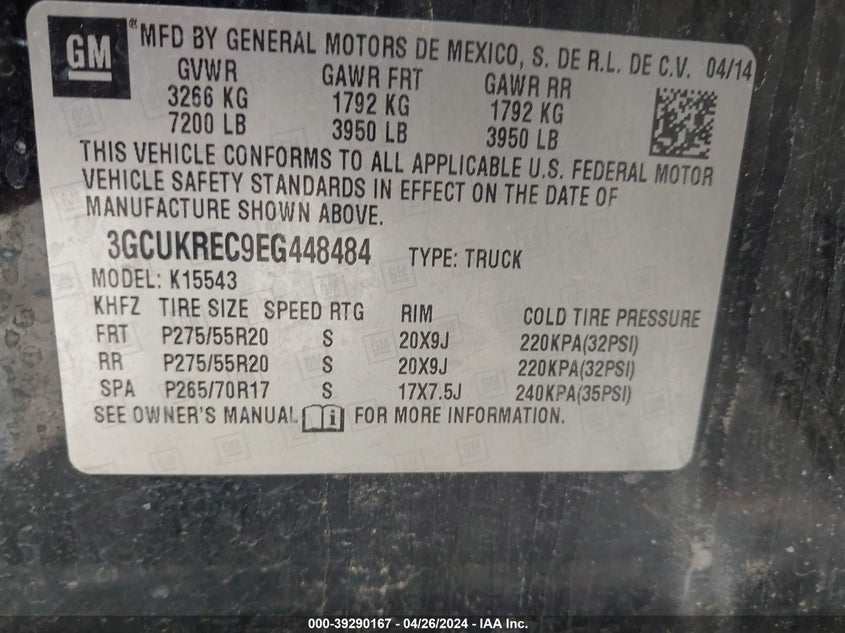 GM
® MFD BY GENERAL MOTORS DE MEXICO, S. DE R.L. DE C.V. 04/14
GVWR GAWR FRT GAWR RR
3266 KG 1792 KG 1792 KG
7200 LB 3950 LB 3950 LB
THIS VEHICLE CONFORMS TO ALL APPLICABLE U.S. FEDERAL MOTOR
VEHICLE SAFETY STANDARDS IN EFFECT ON THE DATE OF
MANUFACTURE SHOWN ABOVE.
3GCUKREC9EG448484 TYPE: TRUCK
MODEL: K15543
KHFZ TIRE SIZE SPEED RTG RIM COLD TIRE PRESSURE
FRT P275/55R20 S 20X9J 220KPA(32PSI)
RR P275/55R20 S 20X9J 220KPA(32PSI)
SPA P265/70R17 S 17X7.5J 240KPA(35PSI)
SEE OWNER'S MANUAL i FOR MORE INFORMATION.
000-39290167 - 04/26/2024 - IAA Inc.